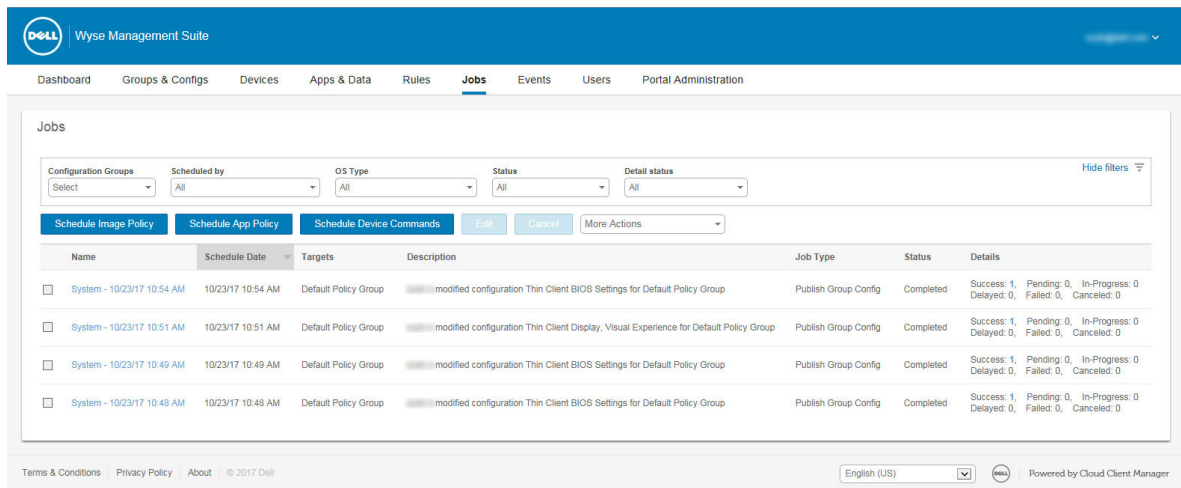 DELL
Wyse Management Suite
Dashboard Groups & Configs Devices Apps & Data Rules Jobs Events Users Portal Administration
Jobs
Hide filters
Configuration Groups Scheduled by OS Type Status Detail status
Select All All All All
Schedule Image Policy Schedule App Policy Schedule Device Commands Edit Cancel More Actions
Name Schedule Date Targets Description Job Type Status Details
System - 10/23/17 10:54 AM 10/23/17 10:54 AM Default Policy Group modified configuration Thin Client BIOS Settings for Default Policy Group Publish Group Config Completed Success: 1, Pending: 0, In-Progress: 0
Delayed: 0, Failed: 0, Canceled: 0
System - 10/23/17 10:51 AM 10/23/17 10:51 AM Default Policy Group modified configuration Thin Client Display, Visual Experience for Default Policy Group Publish Group Config Completed Success: 1, Pending: 0, In-Progress: 0
Delayed: 0, Failed: 0, Canceled: 0
System - 10/23/17 10:49 AM 10/23/17 10:49 AM Default Policy Group modified configuration Thin Client BIOS Settings for Default Policy Group Publish Group Config Completed Success: 1, Pending: 0, In-Progress: 0
Delayed: 0, Failed: 0, Canceled: 0
System - 10/23/17 10:48 AM 10/23/17 10:48 AM Default Policy Group modified configuration Thin Client BIOS Settings for Default Policy Group Publish Group Config Completed Success: 1, Pending: 0, In-Progress: 0
Delayed: 0, Failed: 0, Canceled: 0
Terms & Conditions Privacy Policy About © 2017 Dell English (US) DELL Powered by Cloud Client Manager